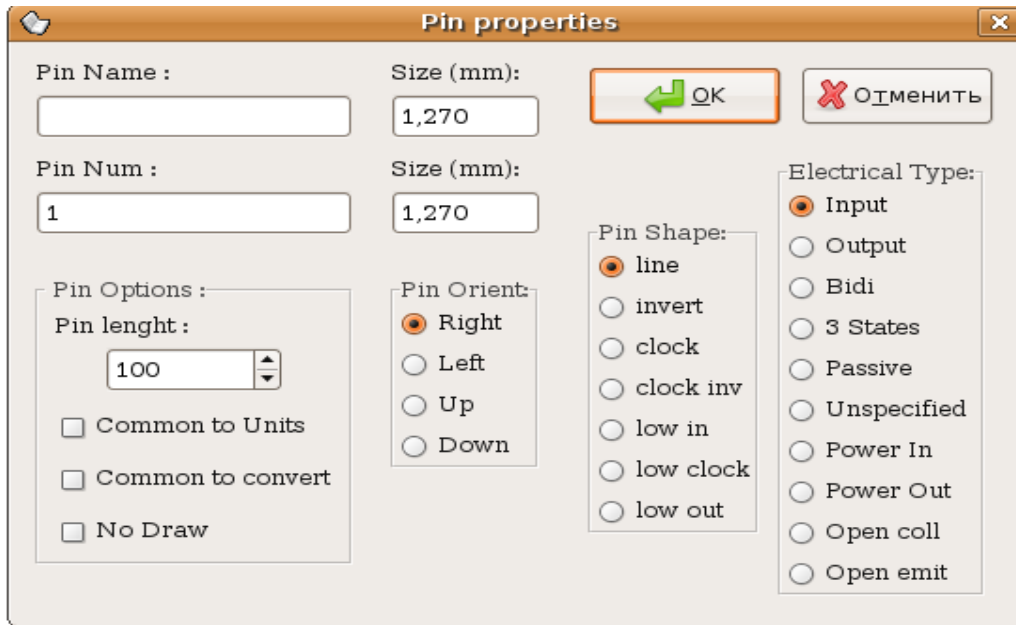 Pin properties
Pin Name :
Size (mm):
1,270
OK
Отменить
Pin Num :
Size (mm):
1
1,270
Pin Options :
Pin lenght :
100
Common to Units
Common to convert
No Draw
Pin Orient:
Right
Left
Up
Down
Pin Shape:
line
invert
clock
clock inv
low in
low clock
low out
Electrical Type:
Input
Output
Bidi
3 States
Passive
Unspecified
Power In
Power Out
Open coll
Open emit